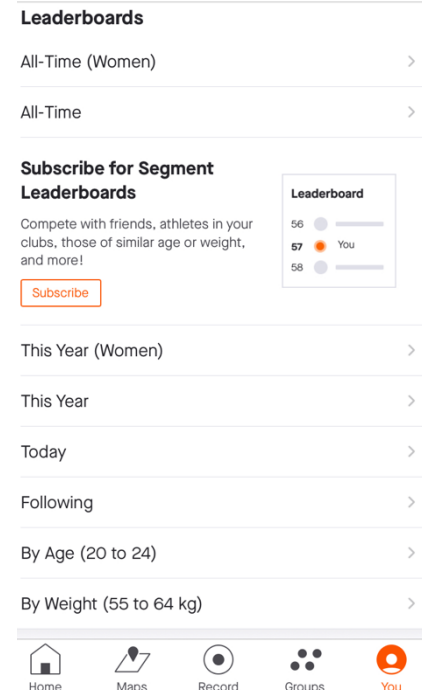 Leaderboards
All-Time (Women)
All-Time
Subscribe for Segment
Leaderboards
Compete with friends, athletes in your
clubs, those of similar age or weight,
and more!
Subscribe
Leaderboard
56
57 You
58
This Year (Women)
This Year
Today
Following
By Age (20 to 24)
By Weight (55 to 64 kg)
Home Maps Record Groups You